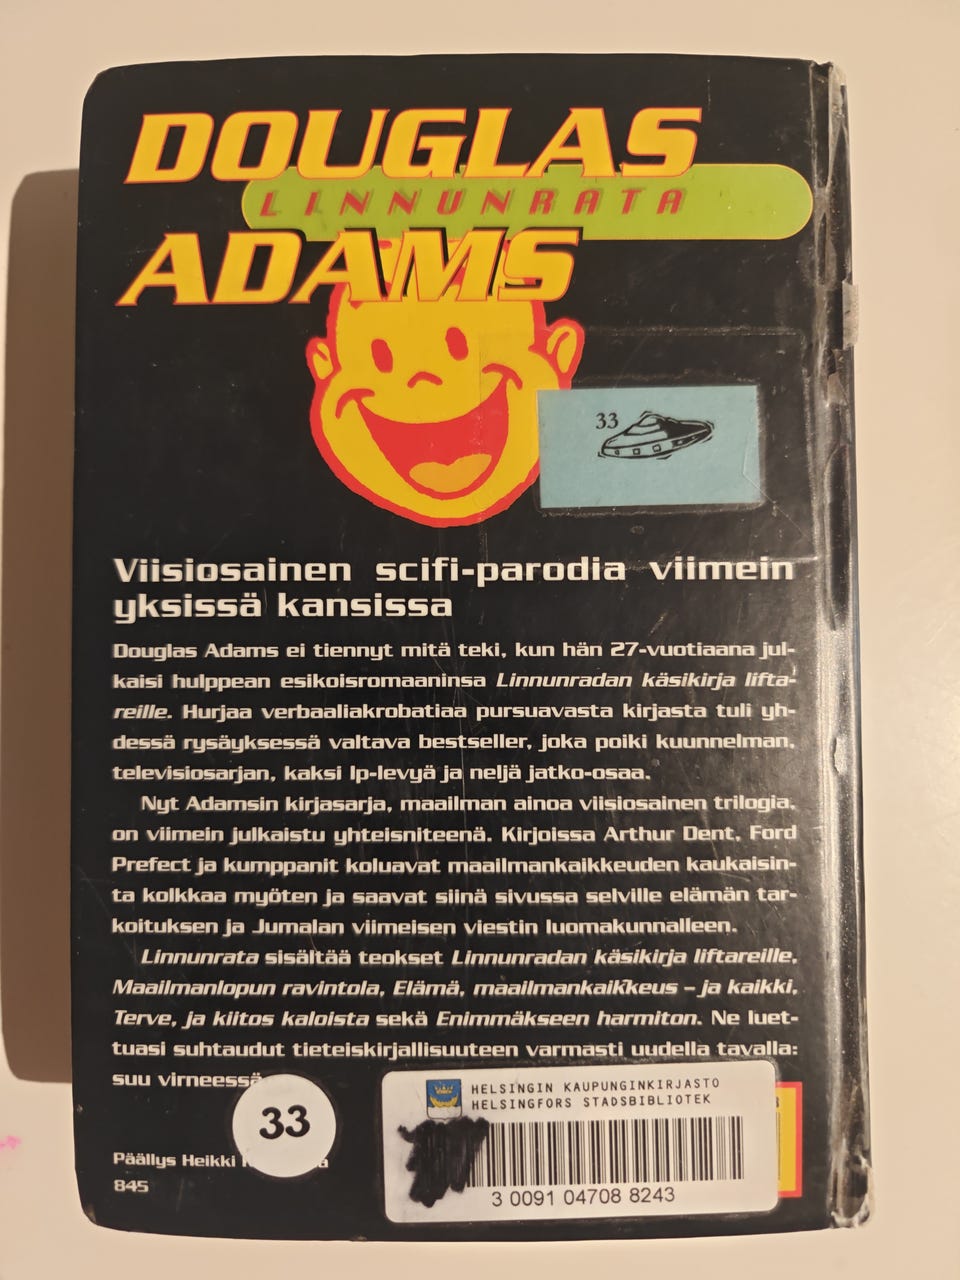 DOUGLAS
LINNUNRATA
ADAMS
33
Viisiosainen scifi-parodia viimein
yksissä kansissa
Douglas Adams ei tiennyt mitä teki, kun hän 27-vuotiaana jul-
kaisi hulppean esikoisromaaninsa Linnunradan käsikirja lifta-
reille. Hurjaa verbaaliakrobatiaa pursuavasta kirjasta tuli yh-
dessä rysäyksessä valtava bestseller, joka poiki kuunnelman,
televisiosarjan, kaksi lp-levyä ja neljä jatko-osaa.
Nyt Adamsin kirjasarja, maailman ainoa viisiosainen trilogia,
on viimein julkaistu yhteisniteenä. Kirjoissa Arthur Dent, Ford
Prefect ja kumppanit koluavat maailmankaikkeuden kaukaisin-
ta kolkkaa myöten ja saavat siinä sivussa selville elämän tar-
koituksen ja Jumalan viimeisen viestin luomakunnalleen.
Linnunrata sisältää teokset Linnunradan käsikirja liftareille,
Maailmanlopun ravintola, Elämä, maailmankaikkeus – ja kaikki,
Terve, ja kiitos kaloista sekä Enimmäkseen harmiton. Ne luet-
tuasi suhtaudut tieteiskirjallisuuteen varmasti uudella tavalla:
suu virneessä
33
HELSINGIN KAUPUNGINKIRJASTO
HELSINGFORS STADSBIBLIOTEK
3 0091 04708 8243
Päällys Heikki
845